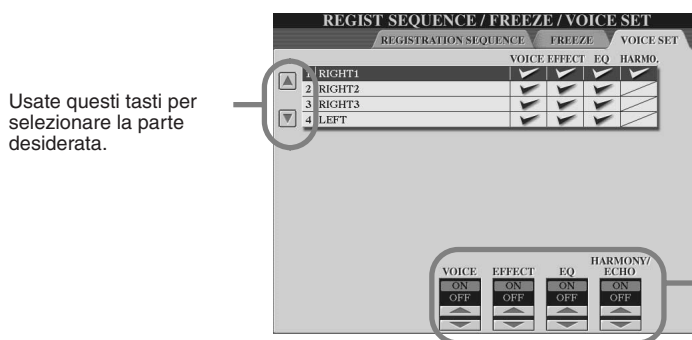 REGIST SEQUENCE / FREEZE / VOICE SET
REGISTRATION SEQUENCE FREEZE VOICE SET
VOICE EFFECT EQ HARMO.
1 RIGHT1
2 RIGHT2
3 RIGHT3
4 LEFT
Usate questi tasti per
selezionare la parte
desiderata.
VOICE EFFECT EQ HARMONY/
ECHO
ON ON ON ON
OFF OFF OFF OFF